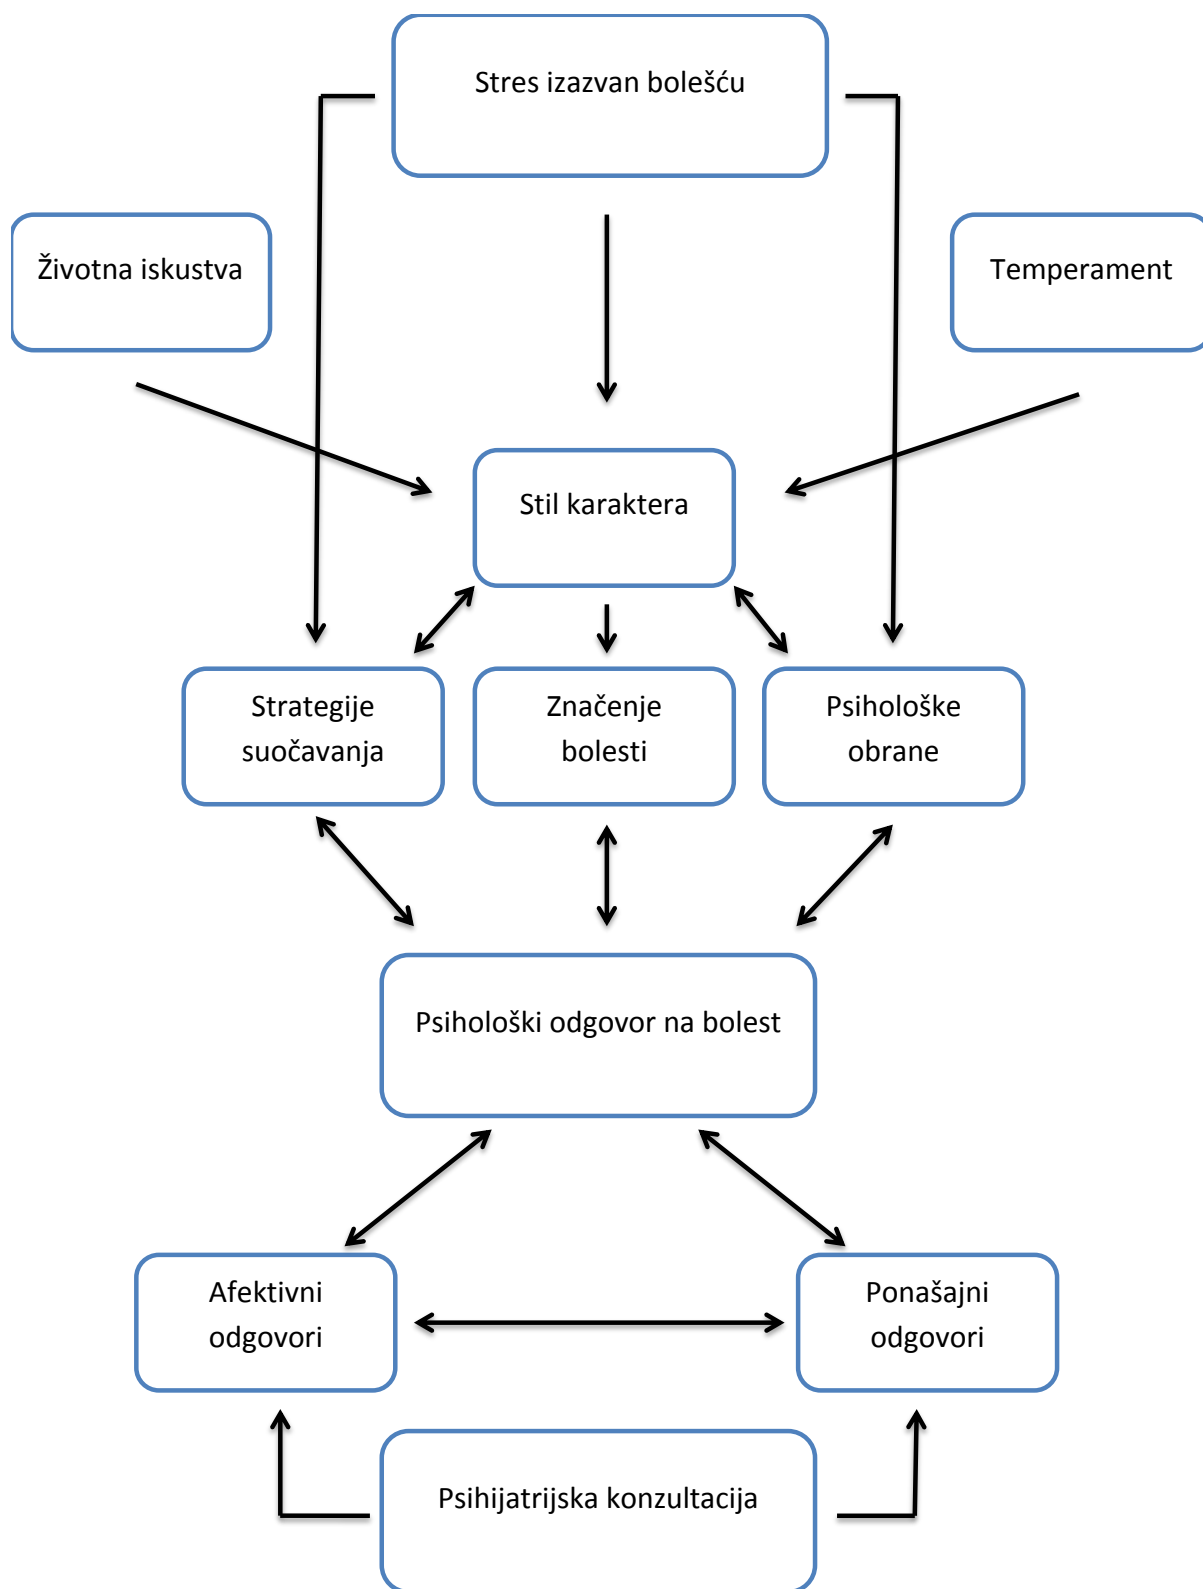 Stres izazvan bolešću
Životna iskustva
Temperament
Stil karaktera
Strategije
suočavanja
Značenje
bolesti
Psihološke
obrane
Psihološki odgovor na bolest
Afektivni
odgovori
Ponašajni
odgovori
Psihijatrijska konzultacija